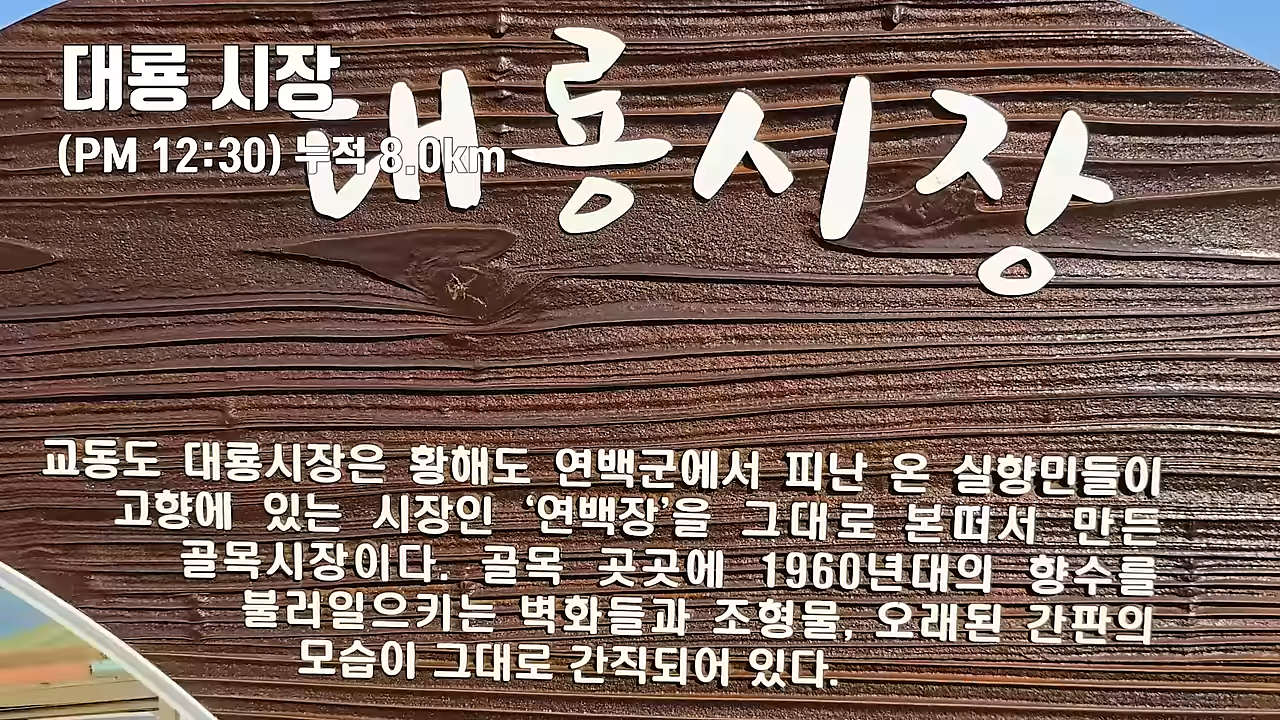 대룡 시장
(PM 12:30) 누적 8.0km
대룡시장
교동도 대룡시장은 황해도 연백군에서 피난 온 실향민들이
고향에 있는 시장인 ‘연백장’을 그대로 본떠서 만든
골목시장이다. 골목 곳곳에 1960년대의 향수를
불러일으키는 벽화들과 조형물, 오래된 간판의
모습이 그대로 간직되어 있다.